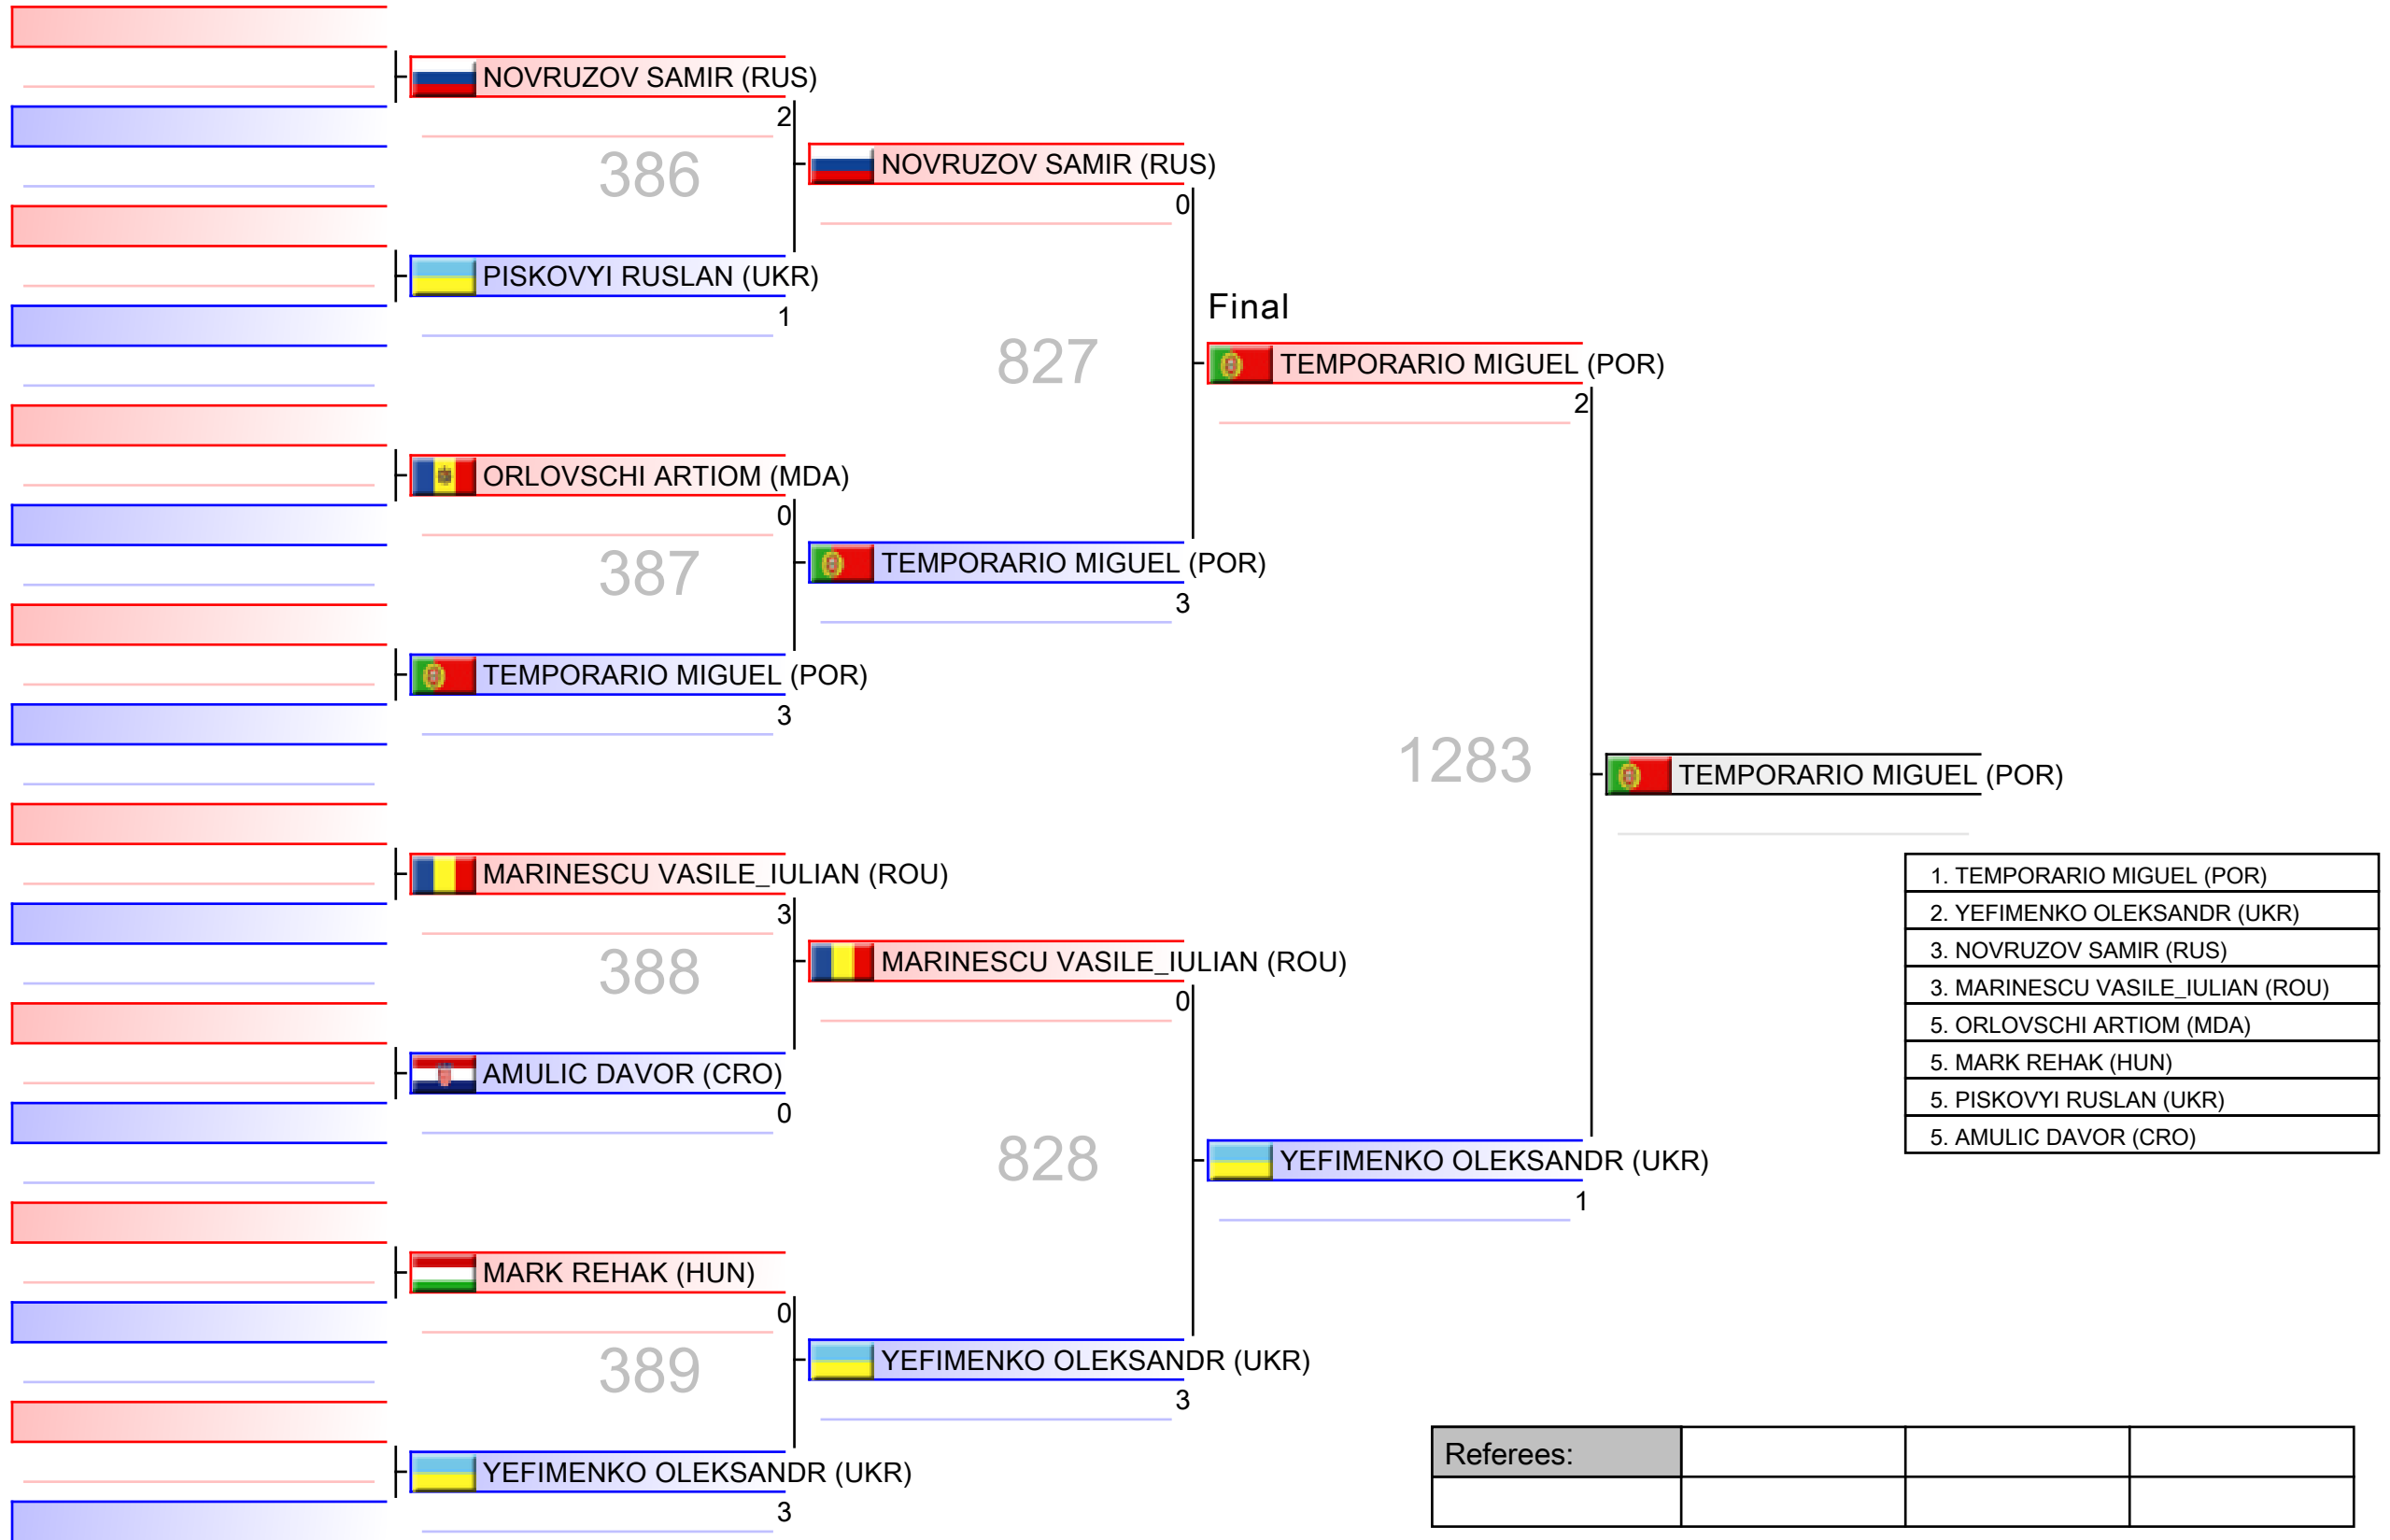 NOVRUZOV SAMIR (RUS)
2
386
PISKOVYI RUSLAN (UKR)
1
ORLOVSCHI ARTIOM (MDA)
0
387
TEMPORARIO MIGUEL (POR)
3
MARINESCU VASILE_IULIAN (ROU)
3
388
AMULIC DAVOR (CRO)
0
MARK REHAK (HUN)
0
389
YEFIMENKO OLEKSANDR (UKR)
3
NOVRUZOV SAMIR (RUS)
0
827
TEMPORARIO MIGUEL (POR)
3
MARINESCU VASILE_IULIAN (ROU)
0
828
YEFIMENKO OLEKSANDR (UKR)
3
Final
TEMPORARIO MIGUEL (POR)
2
1283
YEFIMENKO OLEKSANDR (UKR)
1
TEMPORARIO MIGUEL (POR)
1. TEMPORARIO MIGUEL (POR)
2. YEFIMENKO OLEKSANDR (UKR)
3. NOVRUZOV SAMIR (RUS)
3. MARINESCU VASILE_IULIAN (ROU)
5. ORLOVSCHI ARTIOM (MDA)
5. MARK REHAK (HUN)
5. PISKOVYI RUSLAN (UKR)
5. AMULIC DAVOR (CRO)
Referees: